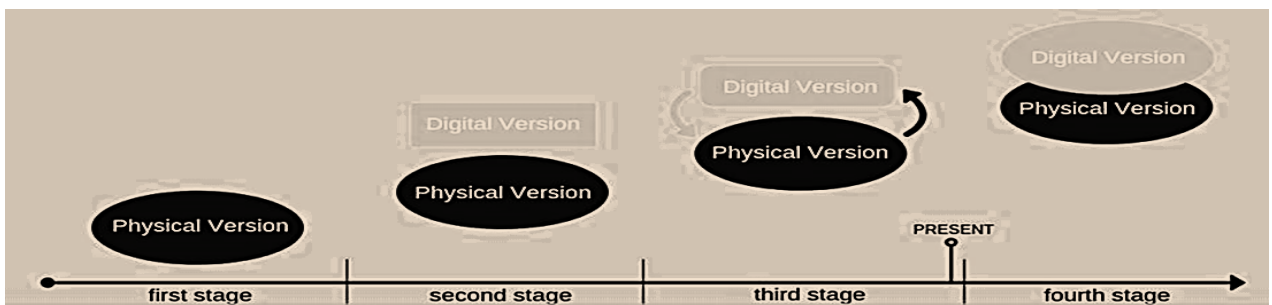 Physical Version
first stage
Digital Version
Physical Version
second stage
Digital Version
Physical Version
third stage
PRESENT
Digital Version
Physical Version
fourth stage